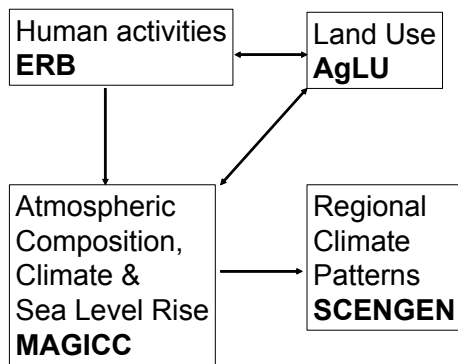 Human activities
ERB
Land Use
AgLU
Atmospheric
Composition,
Climate &
Sea Level Rise
MAGICC
Regional
Climate
Patterns
SCENGEN